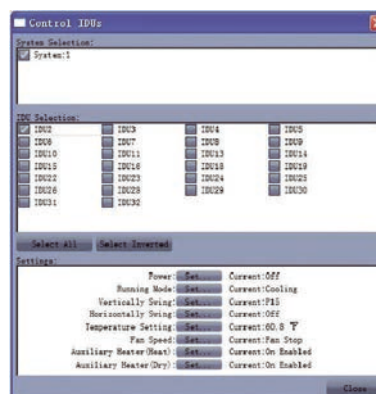 Control IDUs
System Selection:
System:1
IDU Selection:
IDU2 IDU3 IDU4 IDU5
IDU6 IDU7 IDU8 IDU9
IDU10 IDU11 IDU13 IDU14
IDU15 IDU16 IDU18 IDU19
IDU22 IDU23 IDU24 IDU25
IDU26 IDU28 IDU29 IDU30
IDU31 IDU32
Select All Select Inverted
Settings:
Power: Set... Current:Off
Running Mode: Set... Current:Cooling
Vertically Swing: Set... Current:P15
Horizontally Swing: Set... Current:Off
Temperature Setting: Set... Current:60.8 °F
Fan Speed: Set... Current:Fan Stop
Auxiliary Heater(Heat): Set... Current:On Enabled
Auxiliary Heater(Dry): Set... Current:On Enabled
Close